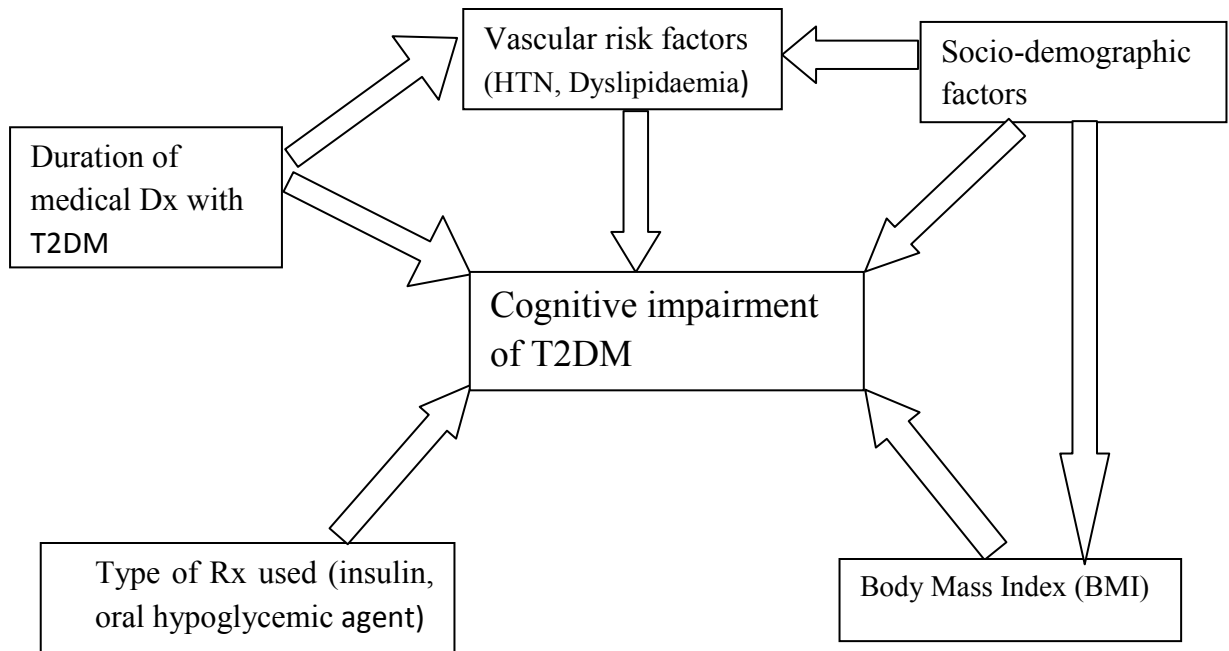 Vascular risk factors
(HTN, Dyslipidaemia)
Socio-demographic
factors
Duration of
medical Dx with
T2DM
Cognitive impairment
of T2DM
Type of Rx used (insulin,
oral hypoglycemic agent)
Body Mass Index (BMI)